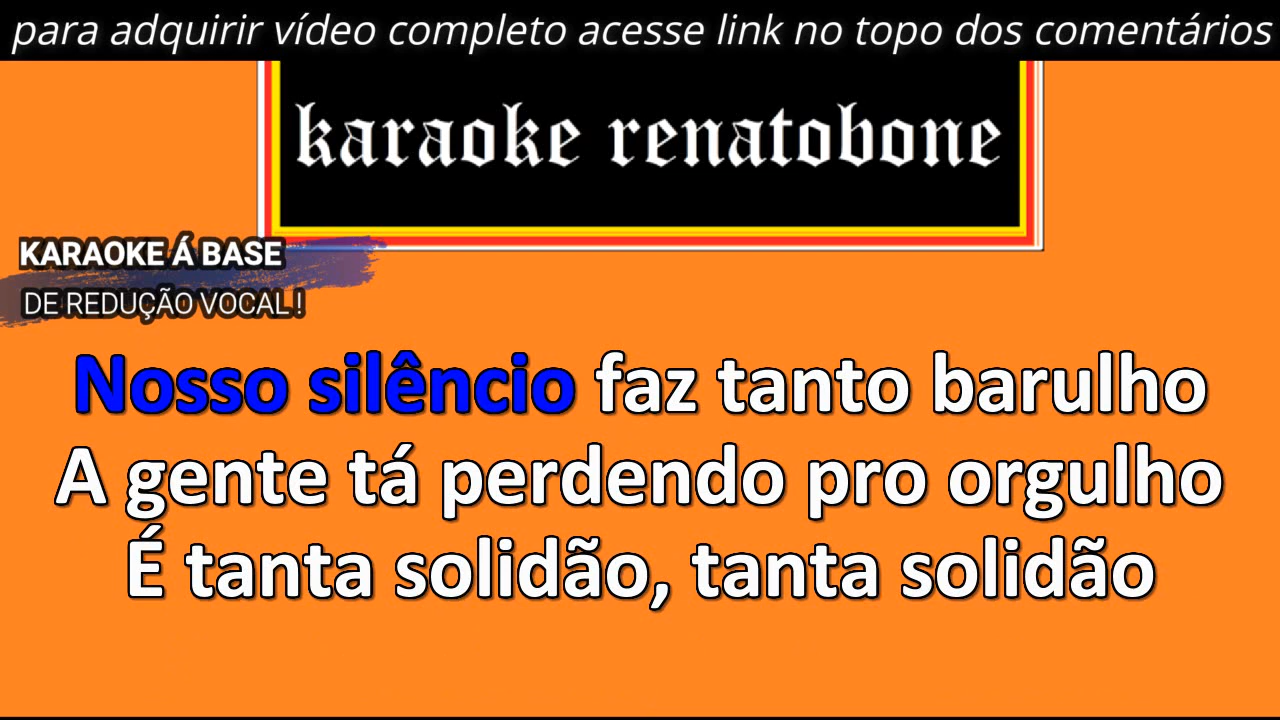 para adquirir vídeo completo acesse link no topo dos comentários
karaoke renatobone
KARAOKE Á BASE
DE REDUÇÃO VOCAL !
Nosso silêncio faz tanto barulho
A gente tá perdendo pro orgulho
É tanta solidão, tanta solidão